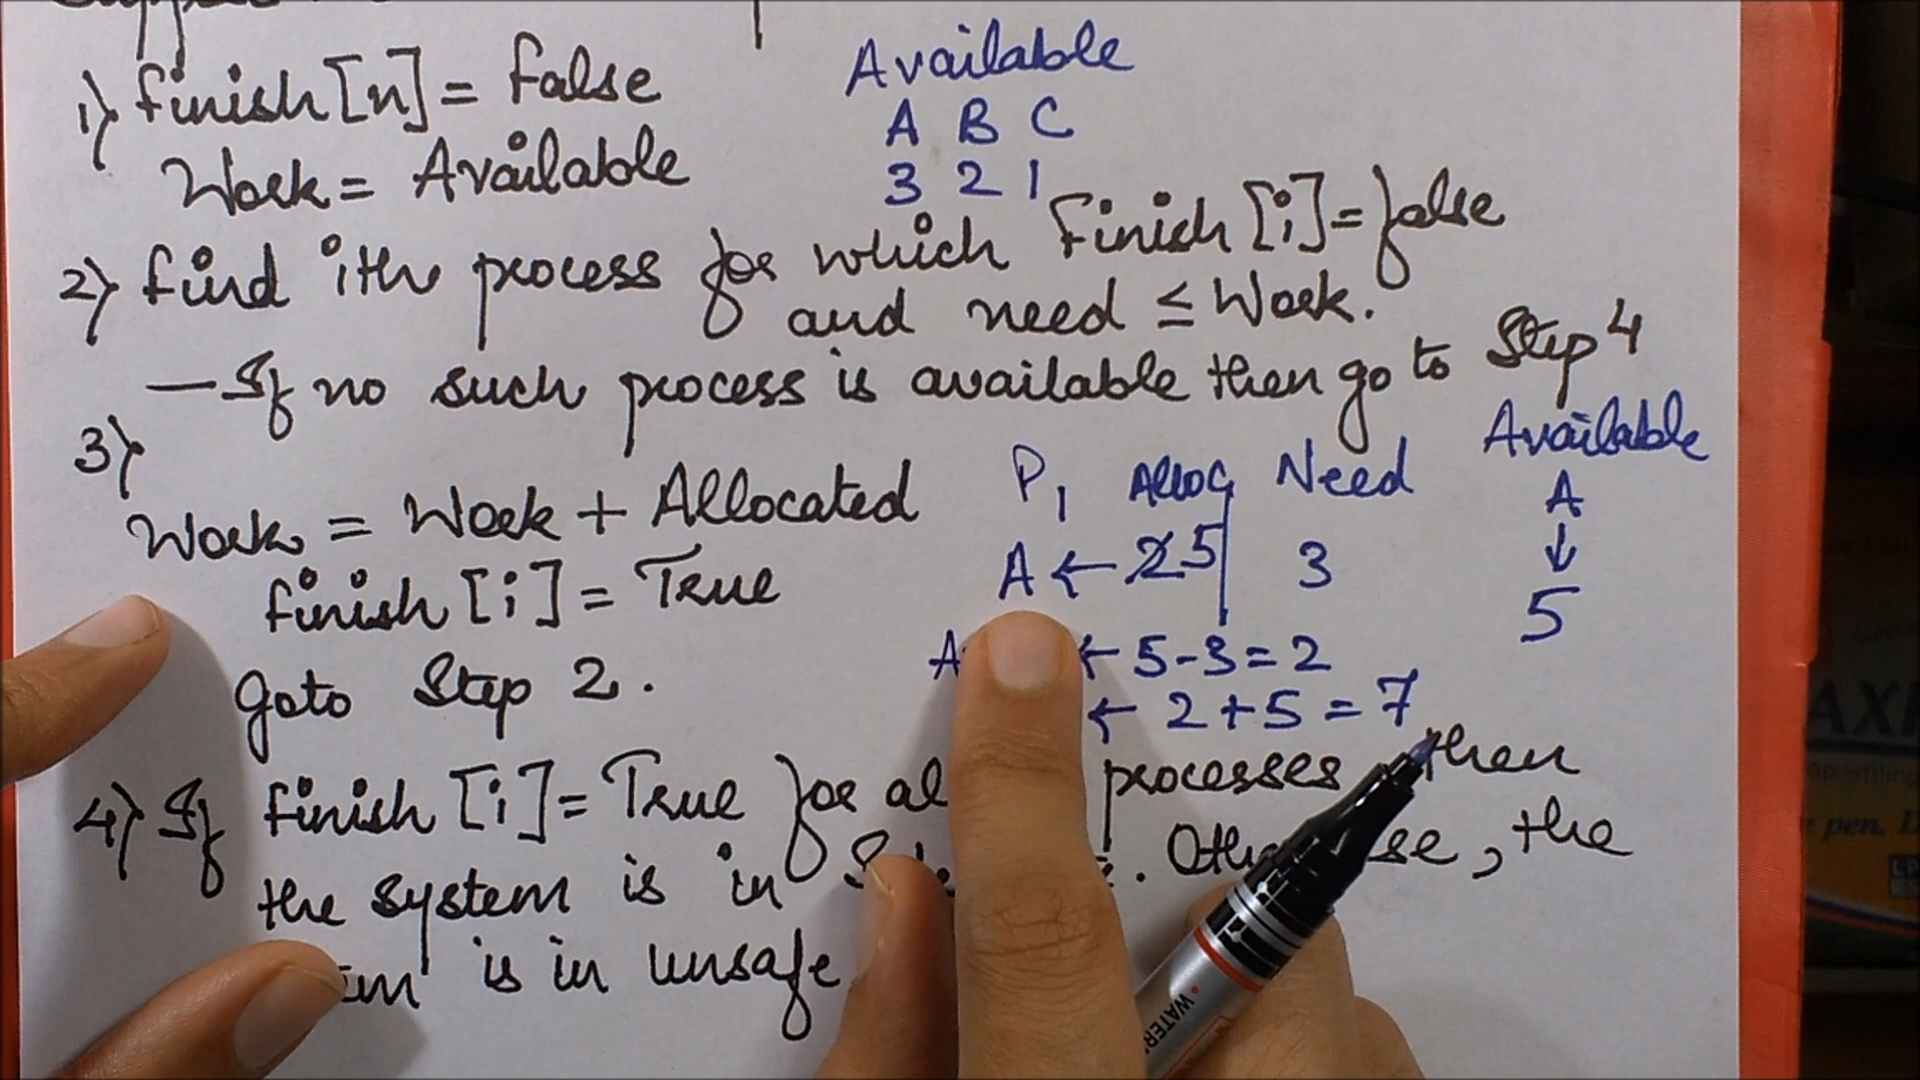 1) finish [n] = False
Work = Available
Available
A B C
3 2 1
2) find ith process for which Finish [i] = false
and need ≤ Work.
— If no such process is available then go to Step 4
3)
Work = Work + Allocated
finish [i] = True
Goto Step 2.
P1 Alloc Need
A ← 2 5 3
Available
A
↓
5
A ← 5-3=2
← 2+5=7
4) If finish [i] = True for processes then
the system is in . the
is in unsafe
WATER